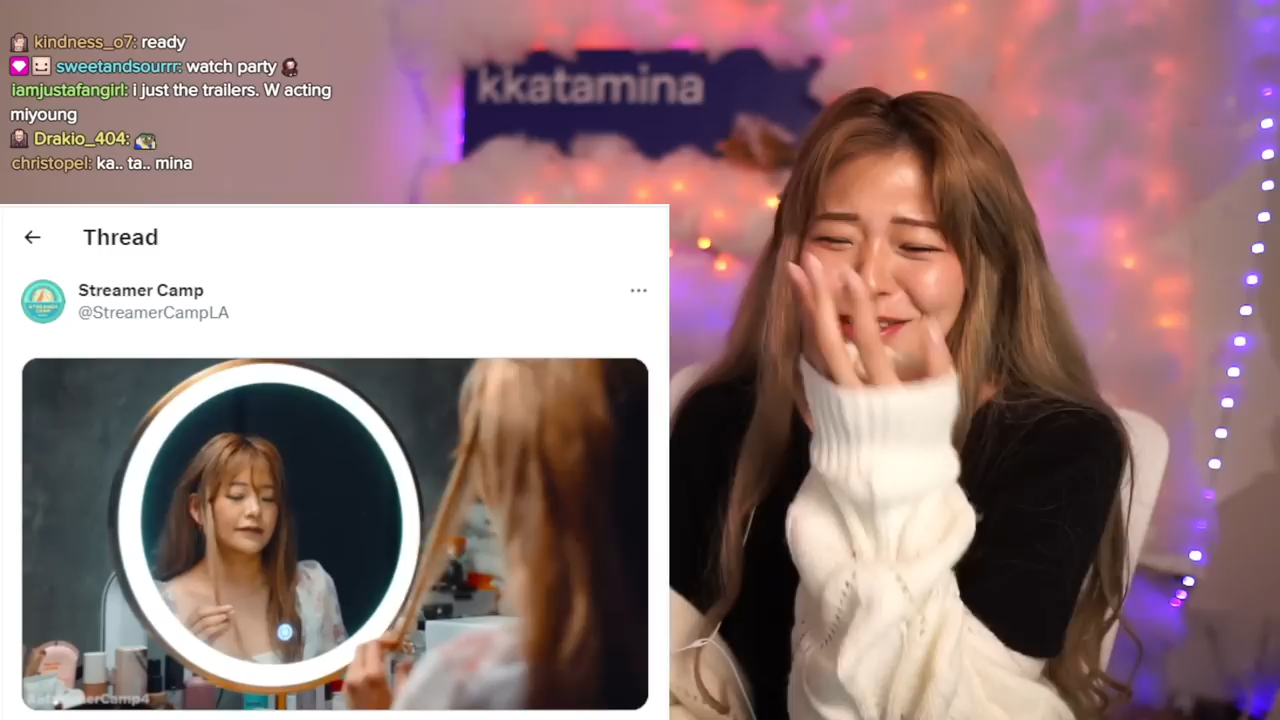 kindness_o7: ready
sweetandsourrr: watch party
iamjustafangirl: i just the trailers. W acting
miyoung
Drakio_404:
christopel: ka.. ta.. mina
kkatamina
Thread
Streamer Camp
@StreamerCampLA